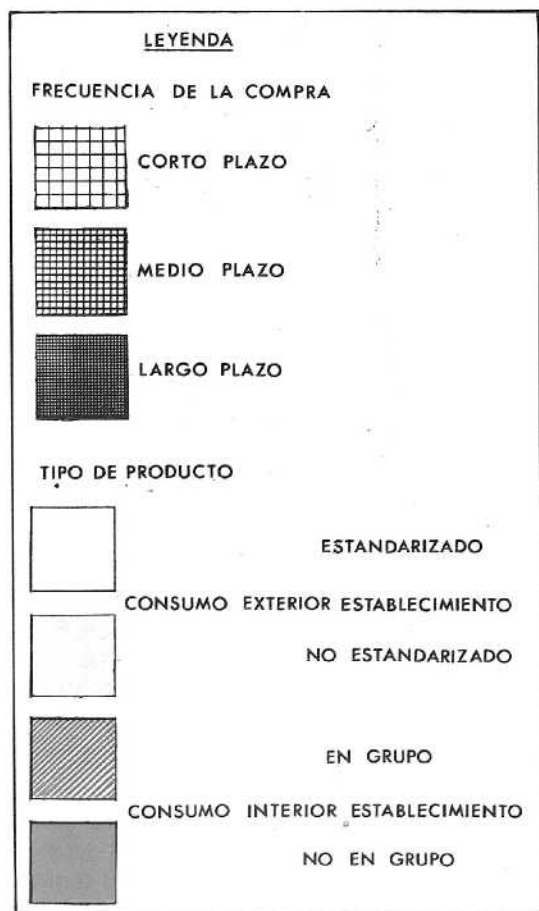 LEYENDA
FRECUENCIA DE LA COMPRA
CORTO PLAZO
MEDIO PLAZO
LARGO PLAZO
TIPO DE PRODUCTO
ESTANDARIZADO
CONSUMO EXTERIOR ESTABLECIMIENTO
NO ESTANDARIZADO
EN GRUPO
CONSUMO INTERIOR ESTABLECIMIENTO
NO EN GRUPO